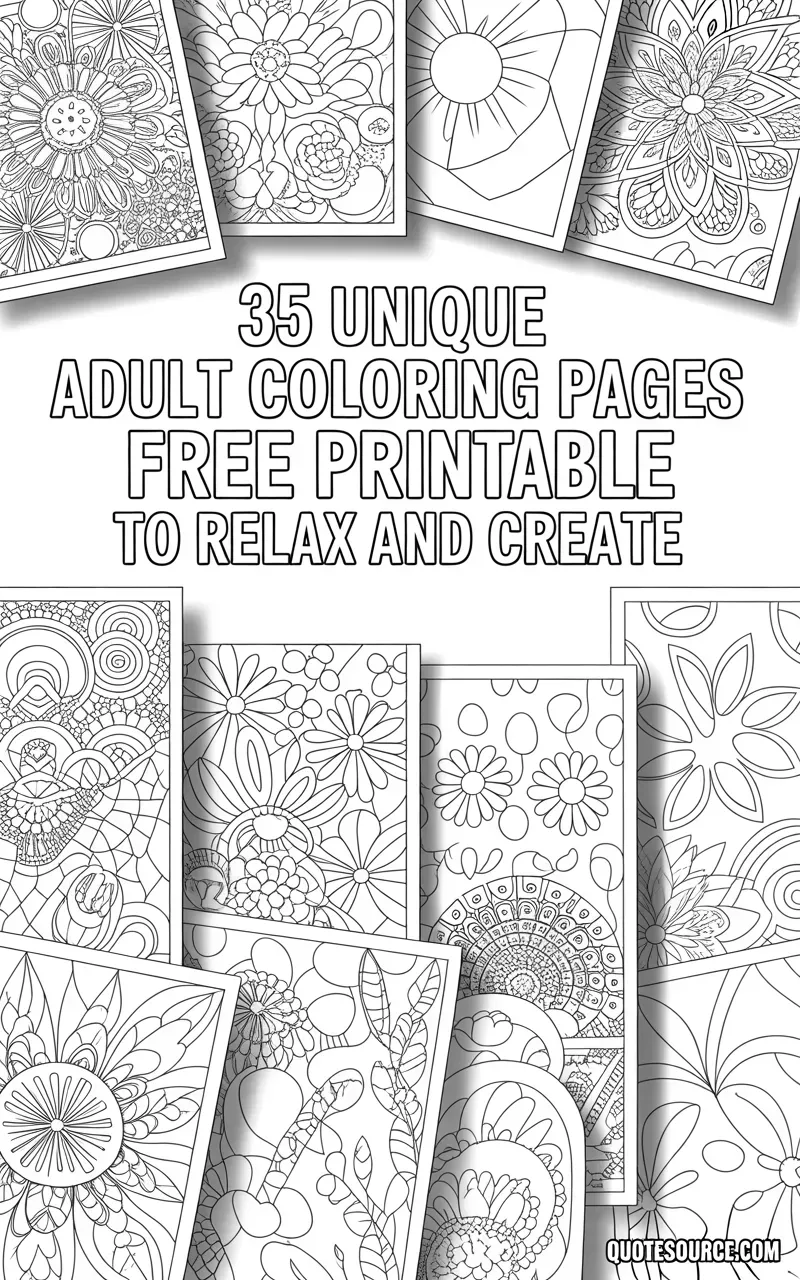 35 UNIQUE
ADULT COLORING PAGES
FREE PRINTABLE
TO RELAX AND CREATE
QUOTESOURCE.COM